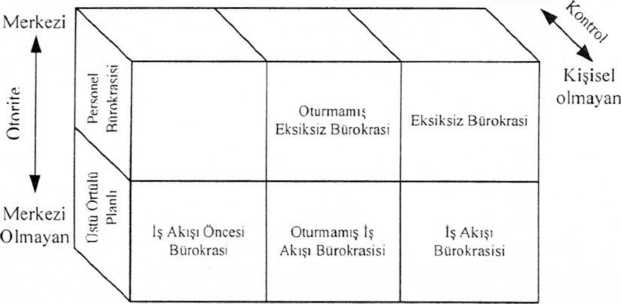 Merkezi
Otorite
Merkezi
Olmayan
Personel
Bürokrasisi
Üstü Örtülü
Planlı
Kontrol
Kişisel
olmayan
Oturmamış
Eksiksiz Bürokrasi
Eksiksiz Bürokrasi
İş Akışı Öncesi
Bürokrası
Oturmamış İş
Akışı Bürokrasisi
İş Akışı
Bürokrasisi